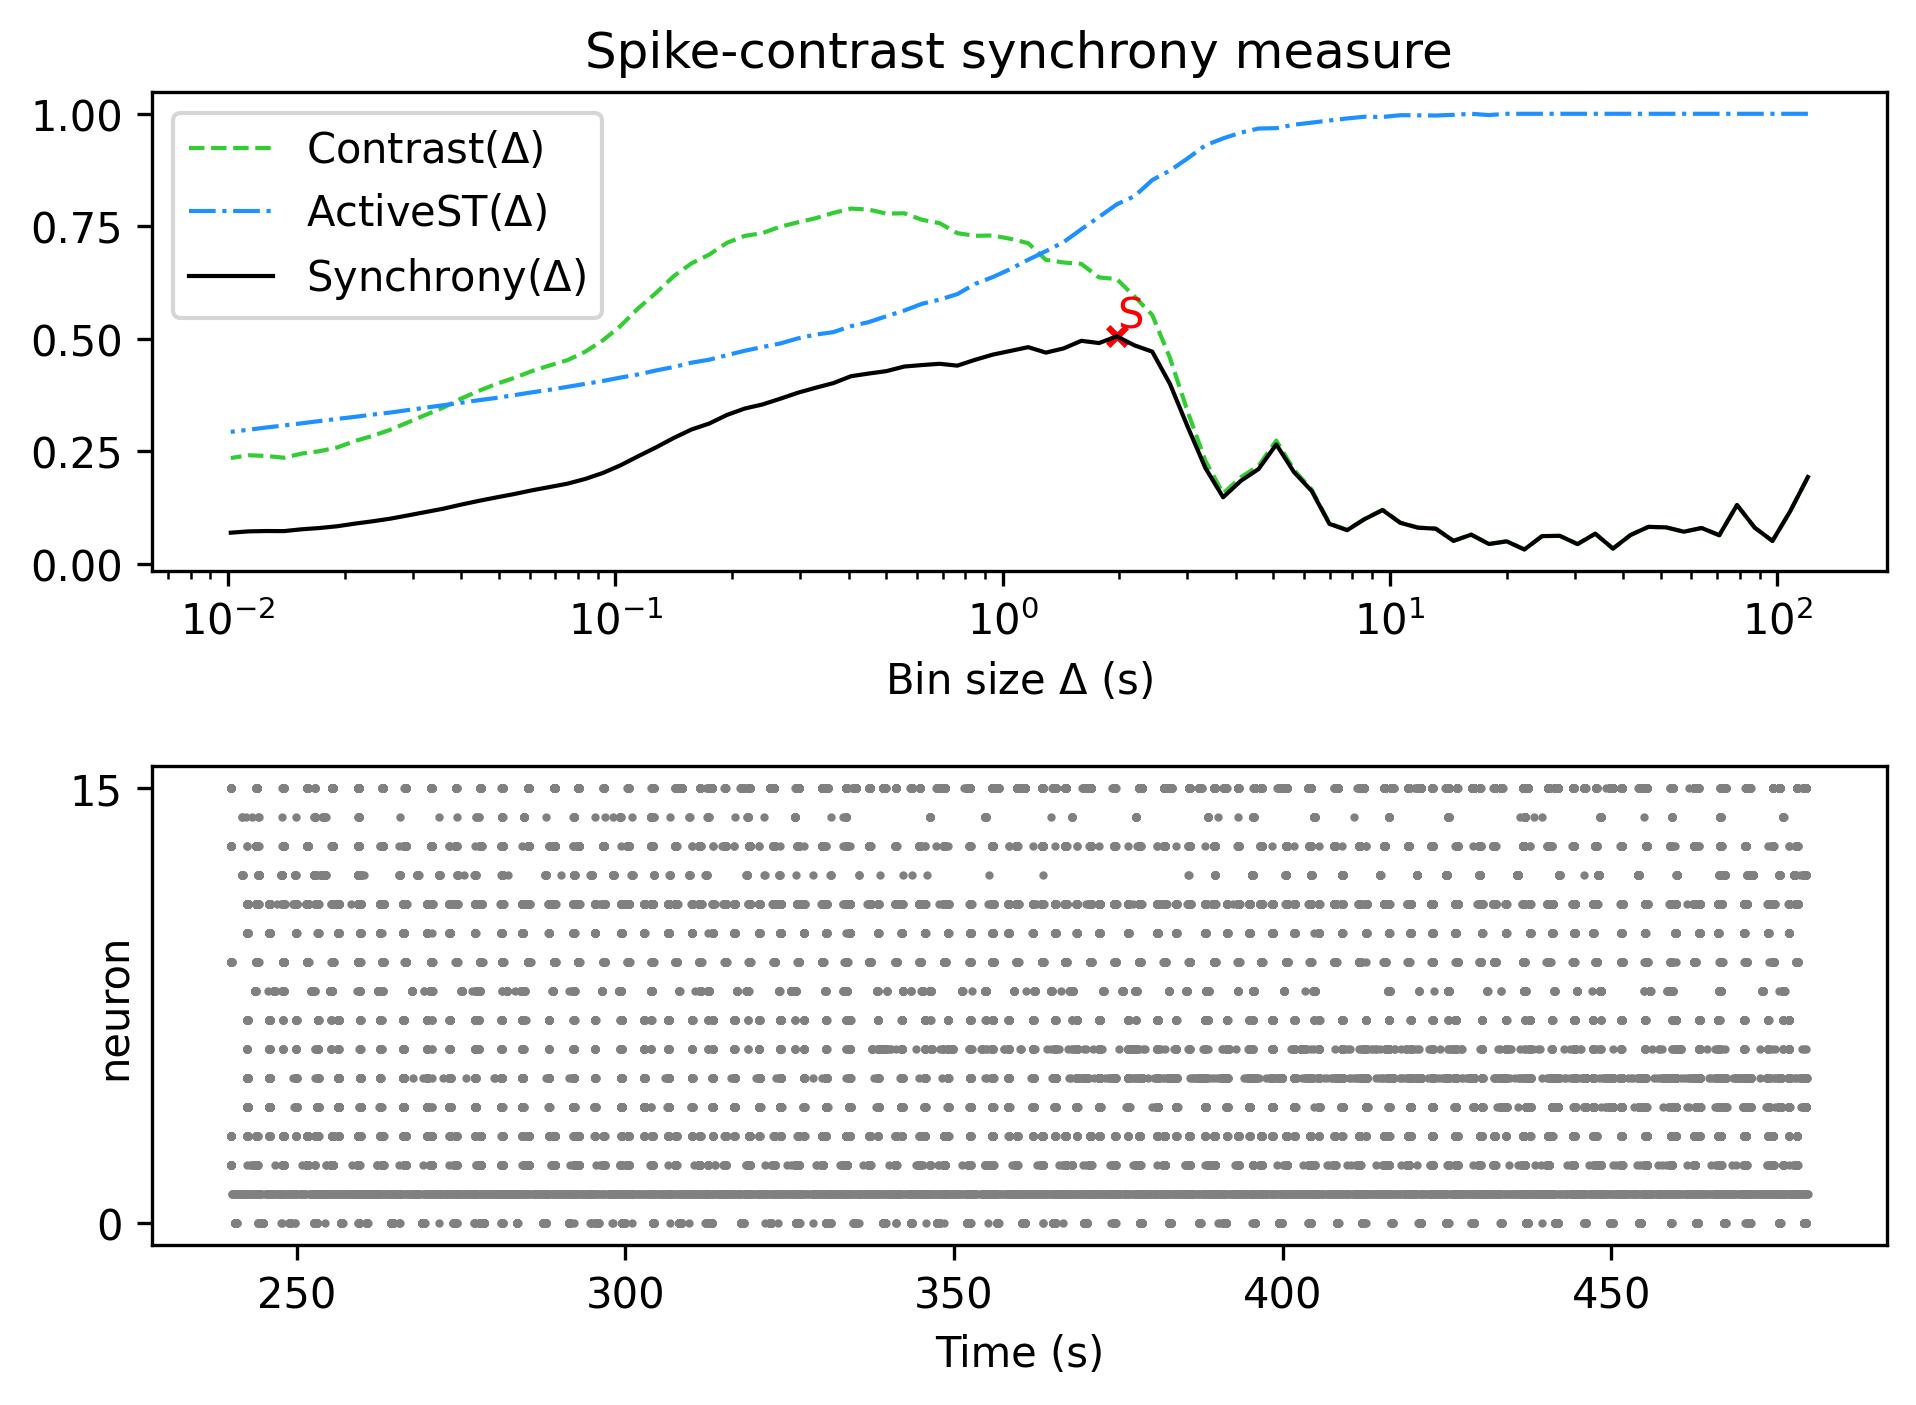 Spike-contrast synchrony measure
1.00
0.75
0.50
0.25
0.00
Contrast(Δ)
ActiveST(Δ)
Synchrony(Δ)
S
10⁻² 10⁻¹ 10⁰ 10¹ 10²
Bin size Δ (s)
15
0
neuron
250 300 350 400 450
Time (s)